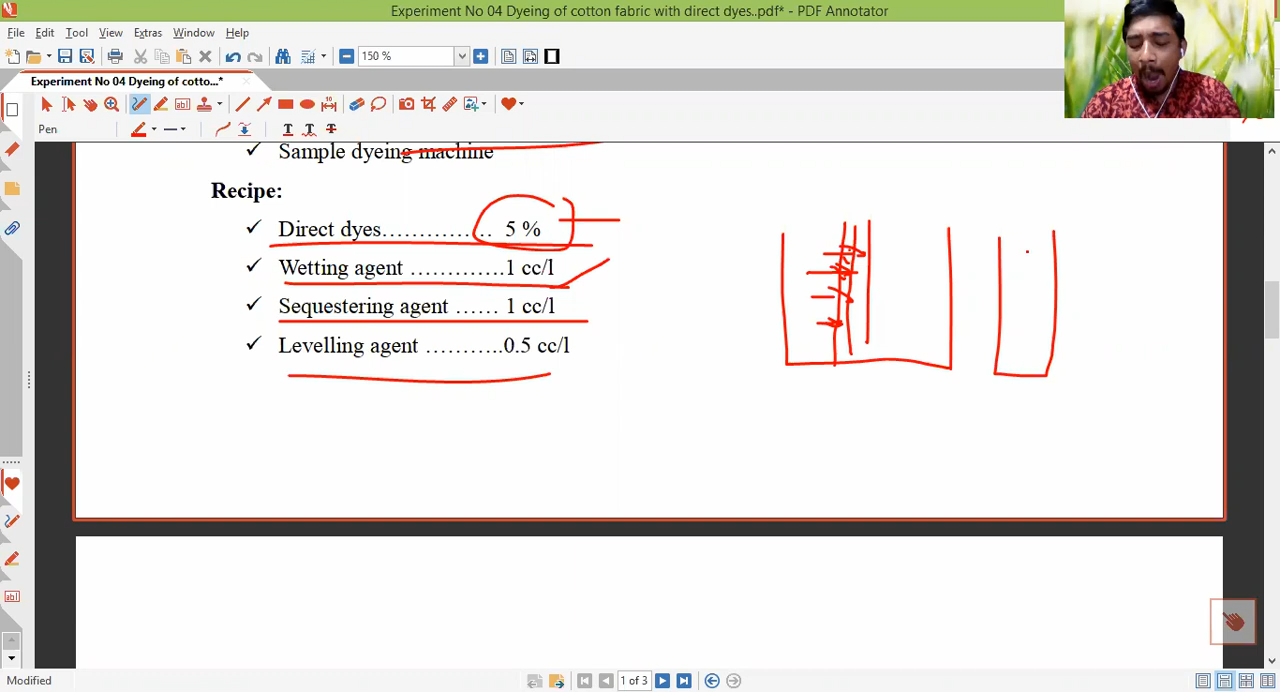 Experiment No 04 Dyeing of cotton fabric with direct dyes..pdf* - PDF Annotator
File Edit Tool View Extras Window Help
150 %
Experiment No 04 Dyeing of cotto...*
Pen
✓ Sample dyeing machine
Recipe:
✓ Direct dyes………….. 5 %
✓ Wetting agent ………….1 cc/l
✓ Sequestering agent …… 1 cc/l
✓ Levelling agent ………..0.5 cc/l
Modified
1 of 3